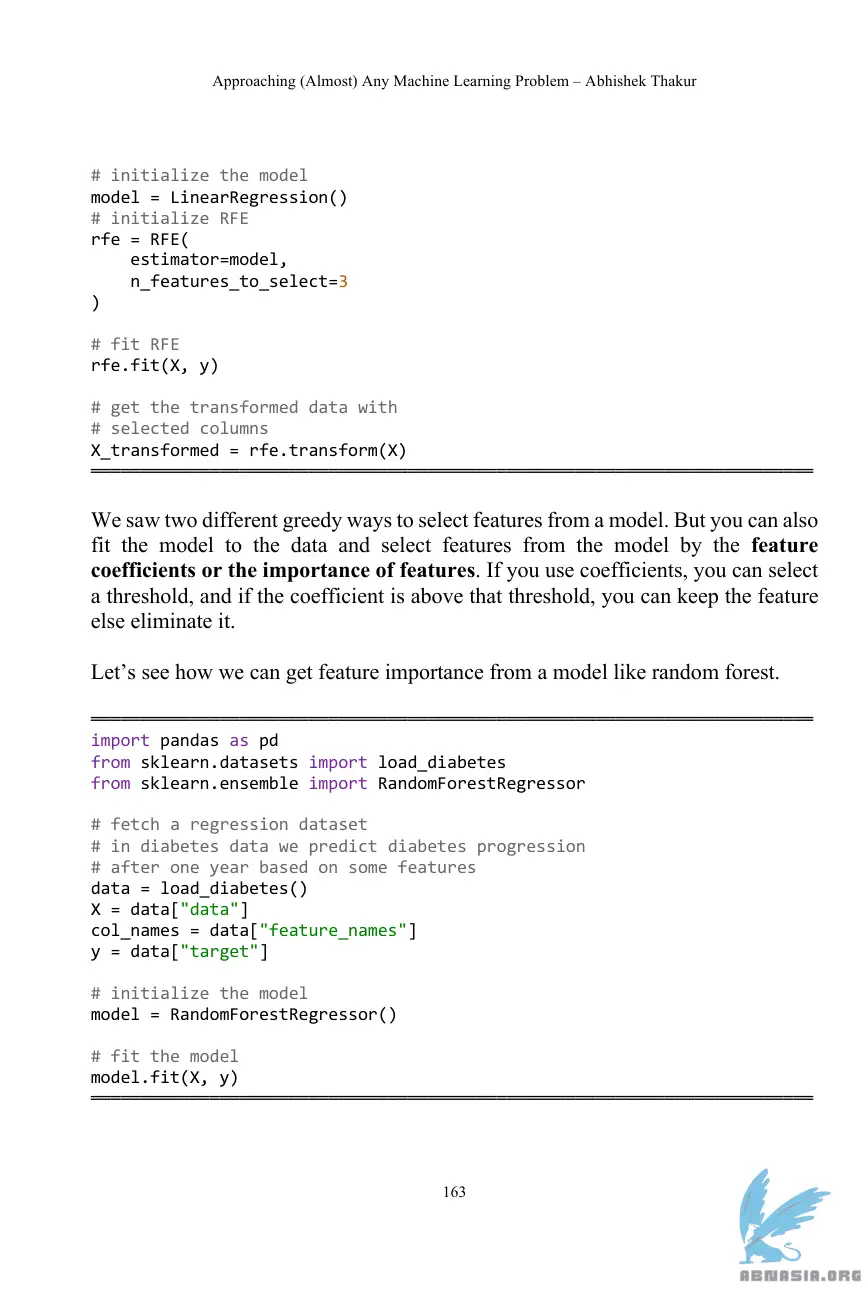 Approaching (Almost) Any Machine Learning Problem – Abhishek Thakur
# initialize the model
model = LinearRegression()
# initialize RFE
rfe = RFE(
    estimator=model,
    n_features_to_select=3
)
# fit RFE
rfe.fit(X, y)
# get the transformed data with
# selected columns
X_transformed = rfe.transform(X)
We saw two different greedy ways to select features from a model. But you can also
fit the model to the data and select features from the model by the feature
coefficients or the importance of features. If you use coefficients, you can select
a threshold, and if the coefficient is above that threshold, you can keep the feature
else eliminate it.
Let’s see how we can get feature importance from a model like random forest.
import pandas as pd
from sklearn.datasets import load_diabetes
from sklearn.ensemble import RandomForestRegressor
# fetch a regression dataset
# in diabetes data we predict diabetes progression
# after one year based on some features
data = load_diabetes()
X = data["data"]
col_names = data["feature_names"]
y = data["target"]
# initialize the model
model = RandomForestRegressor()
# fit the model
model.fit(X, y)
163
ABNASIA.ORG